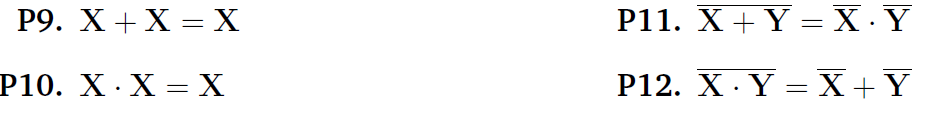 P9. X + X = X
P10. X · X = X
P11. X̅ ̅+̅ ̅Y̅ = X̅ · Y̅
P12. X̅ ̅·̅ ̅Y̅ = X̅ + Y̅